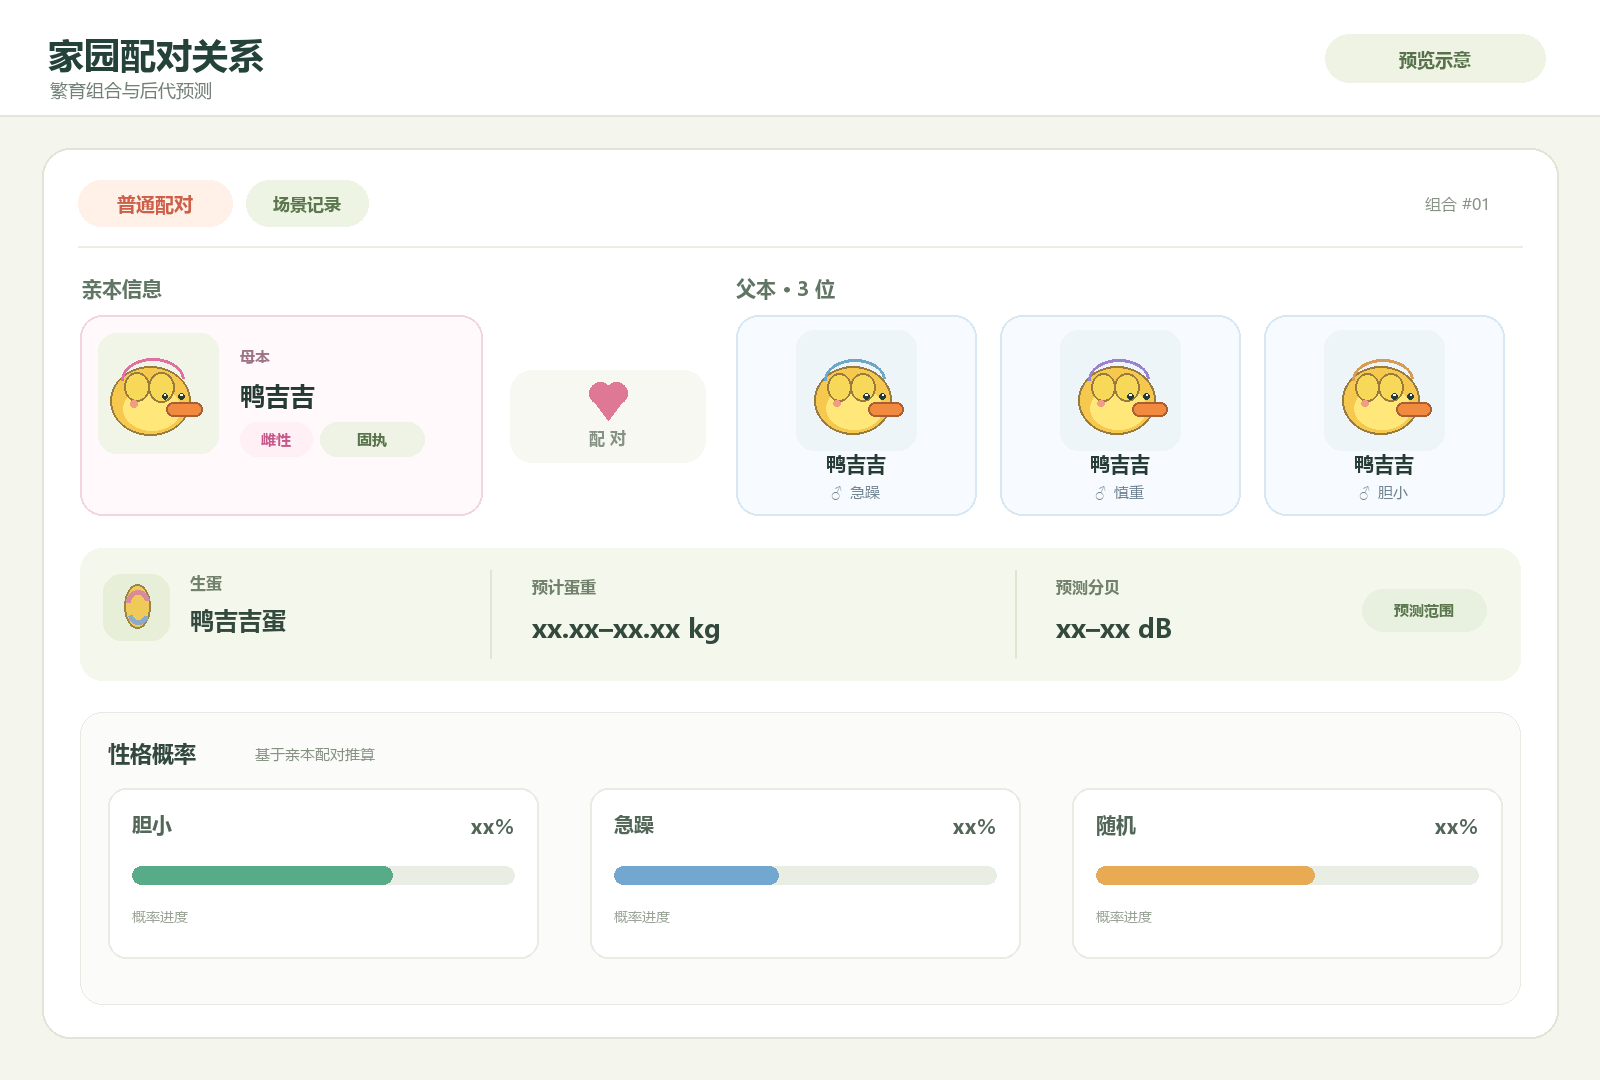 家园配对关系
繁育组合与后代预测
预览示意
普通配对
场景记录
组合 #01
亲本信息
母本
鸭吉吉
雌性
固执
配 对
父本 • 3 位
鸭吉吉
♂ 急躁
鸭吉吉
♂ 慎重
鸭吉吉
♂ 胆小
生蛋
鸭吉吉蛋
预计蛋重
xx.xx–xx.xx kg
预测分贝
xx–xx dB
预测范围
性格概率
基于亲本配对推算
胆小
xx%
概率进度
急躁
xx%
概率进度
随机
xx%
概率进度